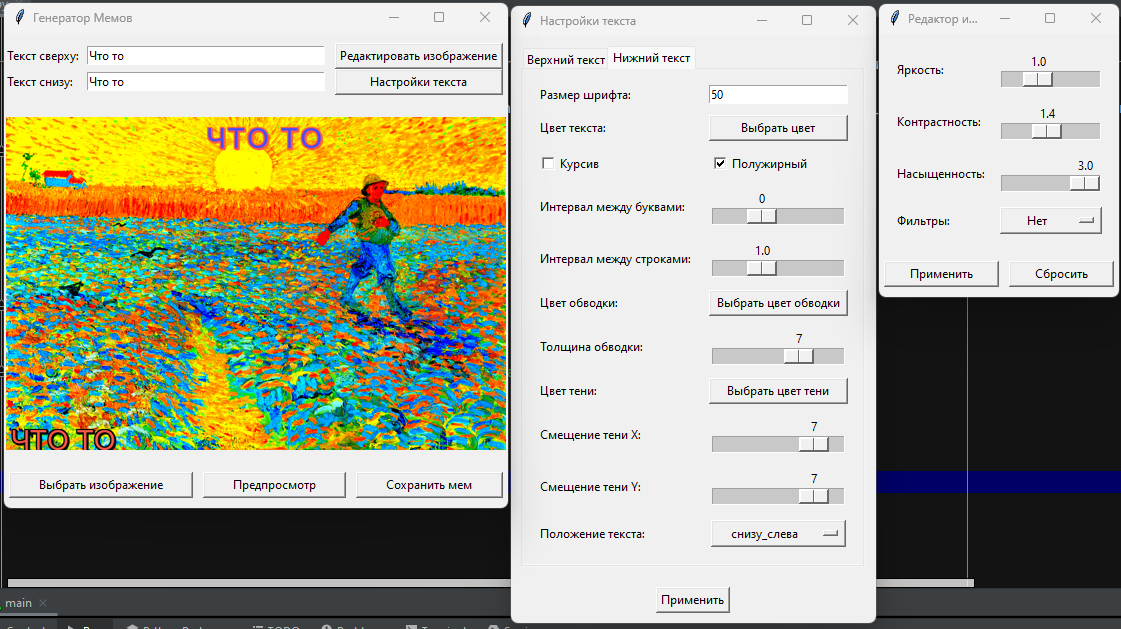 Генератор Мемов
Текст сверху: Что то
Редактировать изображение
Текст снизу: Что то
Настройки текста
ЧТО ТО
ЧТО ТО
Выбрать изображение
Предпросмотр
Сохранить мем
Настройки текста
Верхний текст
Нижний текст
Размер шрифта: 50
Цвет текста: Выбрать цвет
Курсив
Полужирный
0
Интервал между буквами:
1.0
Интервал между строками:
Цвет обводки: Выбрать цвет обводки
7
Толщина обводки:
Цвет тени: Выбрать цвет тени
7
Смещение тени X:
7
Смещение тени Y:
Положение текста: снизу_слева
Применить
Редактор и...
1.0
Яркость:
1.4
Контрастность:
3.0
Насыщенность:
Фильтры: Нет
Применить
Сбросить
main